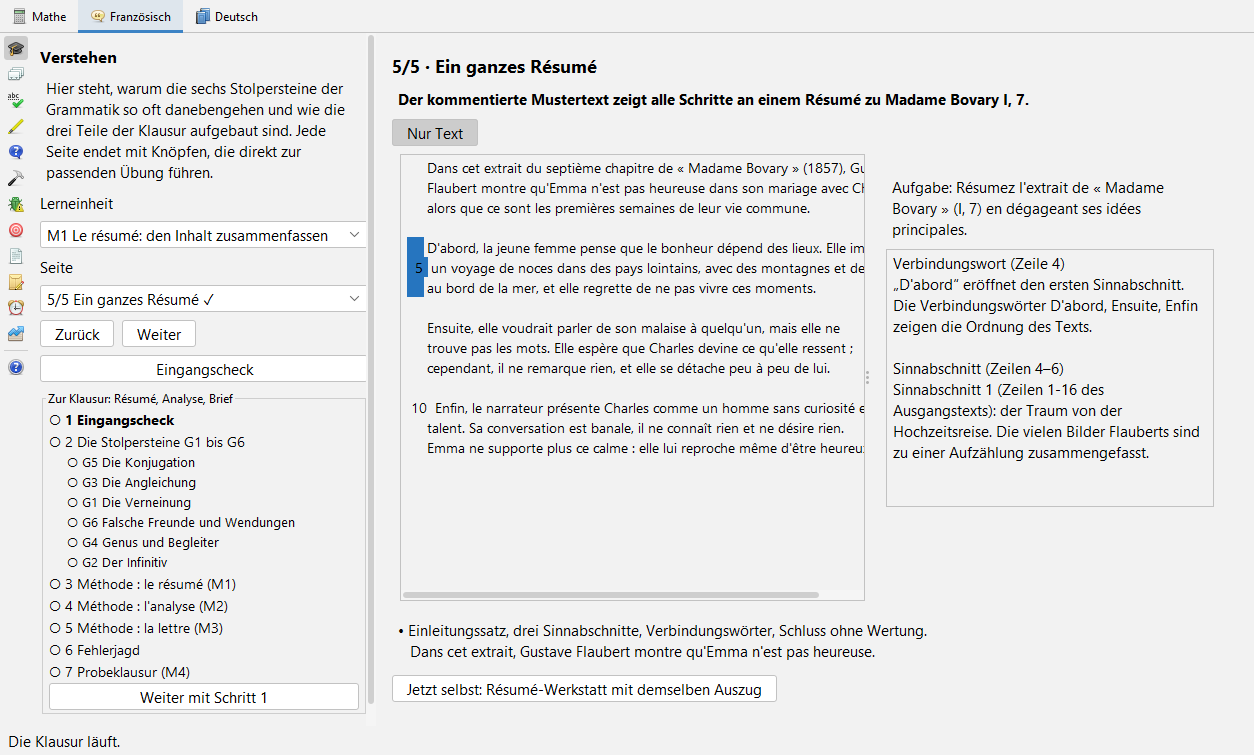 Mathe
Französisch
Deutsch
Verstehen
Hier steht, warum die sechs Stolpersteine der
Grammatik so oft danebengehen und wie die
drei Teile der Klausur aufgebaut sind. Jede
Seite endet mit Knöpfen, die direkt zur
passenden Übung führen.
Lerneinheit
M1 Le résumé: den Inhalt zusammenfassen
Seite
5/5 Ein ganzes Résumé ✓
Zurück
Weiter
Eingangscheck
Zur Klausur: Résumé, Analyse, Brief
1 Eingangscheck
2 Die Stolpersteine G1 bis G6
G5 Die Konjugation
G3 Die Angleichung
G1 Die Verneinung
G6 Falsche Freunde und Wendungen
G4 Genus und Begleiter
G2 Der Infinitiv
3 Méthode : le résumé (M1)
4 Méthode : l'analyse (M2)
5 Méthode : la lettre (M3)
6 Fehlerjagd
7 Probeklausur (M4)
Weiter mit Schritt 1
Die Klausur läuft.
5/5 · Ein ganzes Résumé
Der kommentierte Mustertext zeigt alle Schritte an einem Résumé zu Madame Bovary I, 7.
Nur Text
Dans cet extrait du septième chapitre de « Madame Bovary » (1857), Gu
Flaubert montre qu'Emma n'est pas heureuse dans son mariage avec Ch
alors que ce sont les premières semaines de leur vie commune.
D'abord, la jeune femme pense que le bonheur dépend des lieux. Elle im
5 un voyage de noces dans des pays lointains, avec des montagnes et de
au bord de la mer, et elle regrette de ne pas vivre ces moments.
Ensuite, elle voudrait parler de son malaise à quelqu'un, mais elle ne
trouve pas les mots. Elle espère que Charles devine ce qu'elle ressent ;
cependant, il ne remarque rien, et elle se détache peu à peu de lui.
10 Enfin, le narrateur présente Charles comme un homme sans curiosité e
talent. Sa conversation est banale, il ne connaît rien et ne désire rien.
Emma ne supporte plus ce calme : elle lui reproche même d'être heureu
Aufgabe: Résumez l'extrait de « Madame
Bovary » (I, 7) en dégageant ses idées
principales.
Verbindungswort (Zeile 4)
„D'abord“ eröffnet den ersten Sinnabschnitt.
Die Verbindungswörter D'abord, Ensuite, Enfin
zeigen die Ordnung des Texts.
Sinnabschnitt (Zeilen 4–6)
Sinnabschnitt 1 (Zeilen 1-16 des
Ausgangstexts): der Traum von der
Hochzeitsreise. Die vielen Bilder Flauberts sind
zu einer Aufzählung zusammengefasst.
• Einleitungssatz, drei Sinnabschnitte, Verbindungswörter, Schluss ohne Wertung.
Dans cet extrait, Gustave Flaubert montre qu'Emma n'est pas heureuse.
Jetzt selbst: Résumé-Werkstatt mit demselben Auszug